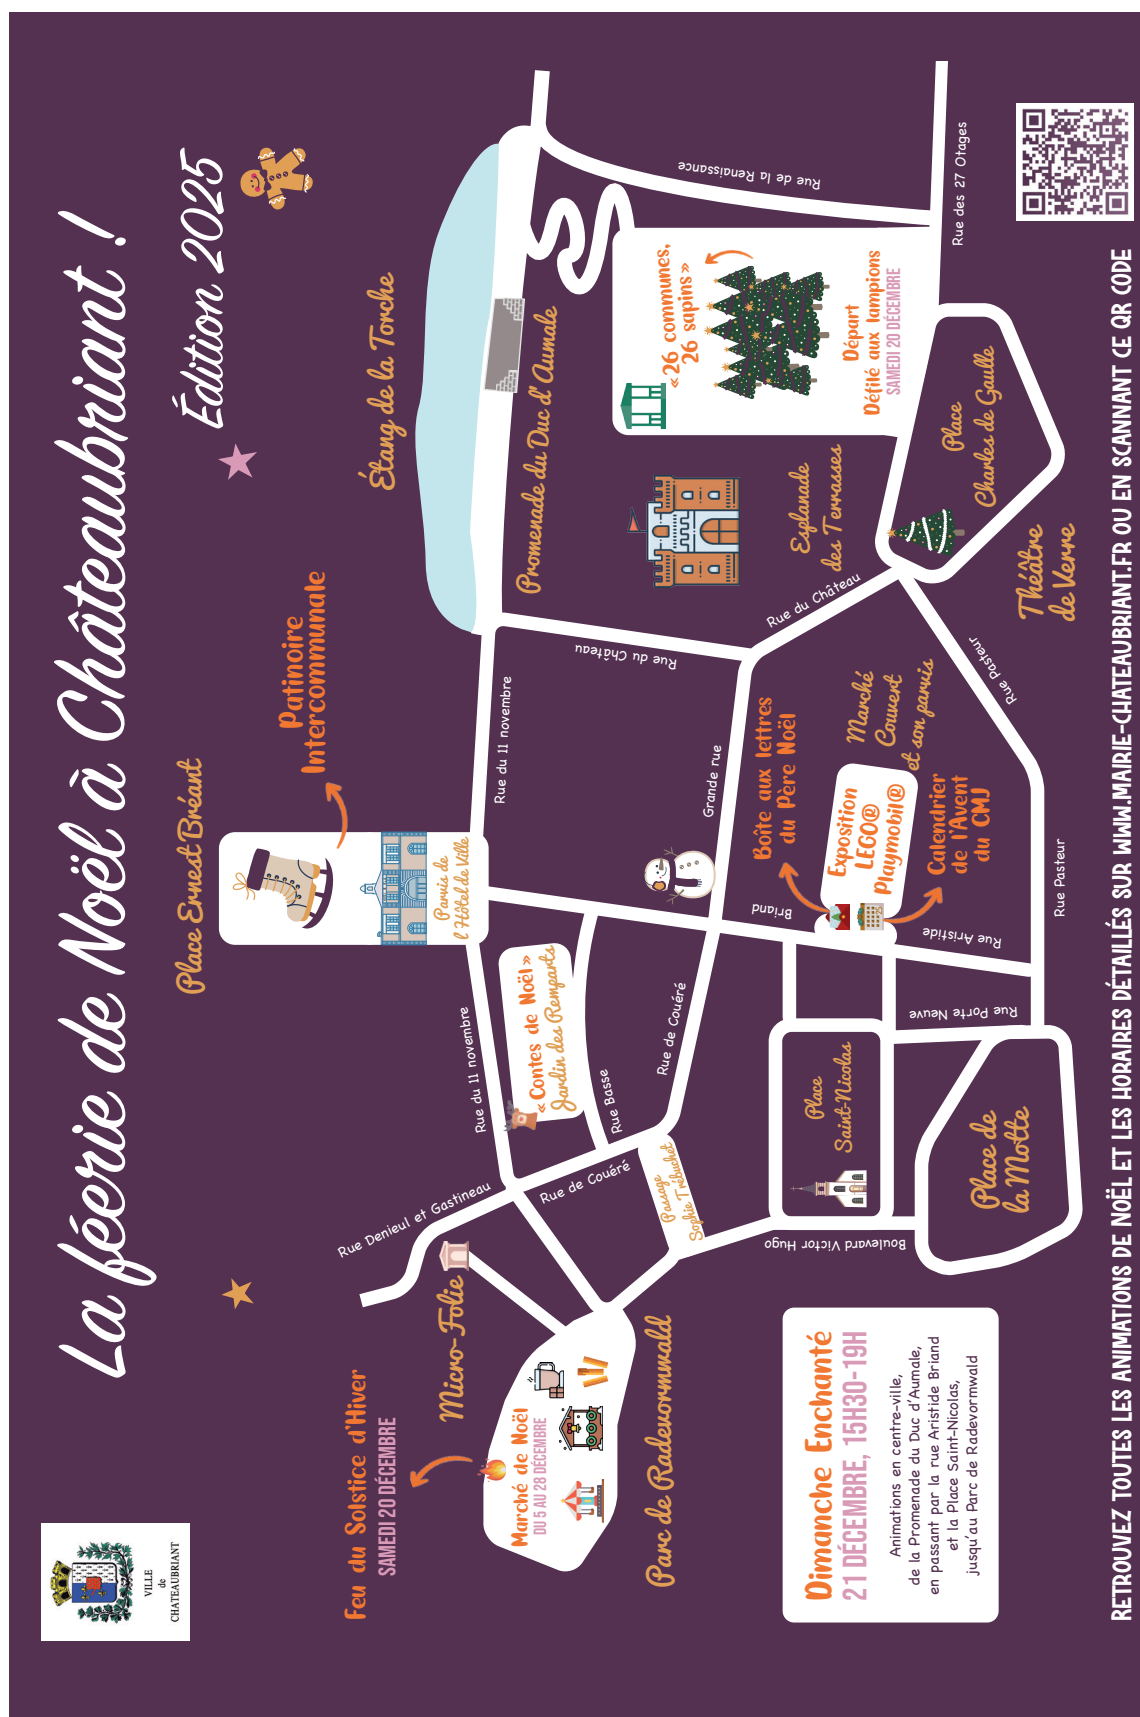 VILLE
de
CHATEAUBRIANT
La féerie de Noël à Châteaubriant !
Édition 2025
Place Ernest Bréant
Patinoire
Intercommunale
Étang de la Torche
Feu du Solstice d'Hiver
SAMEDI 20 DÉCEMBRE
Micro-Folie
Rue Denieul et Gastineau
Rue du 11 novembre
Parvis de
l'Hôtel de Ville
Rue du 11 novembre
Promenade du Duc d'Aumale
Marché de Noël
DU 5 AU 28 DÉCEMBRE
Parc de Radevormwald
« Contes de Noël »
Jardin des Remparts
Rue Basse
Rue de Couéré
Rue de Couéré
Passage
Sophie Trébuchet
Rue du Château
Grande rue
Rue du Château
Rue de la Renaissance
« 26 communes,
26 sapins »
Départ
Défilé aux lampions
SAMEDI 20 DÉCEMBRE
Rue des 27 Otages
Esplanade
des Terrasses
Place
Charles de Gaulle
Théâtre
de Verre
Boîte aux lettres
du Père Noël
Marché
Couvert
et son parvis
Exposition
LEGO®
Playmobil®
Calendrier
de l'Avent
du CMJ
Briand
Rue Aristide
Rue Pasteur
Rue Pasteur
Rue Porte Neuve
Place
Saint-Nicolas
Boulevard Victor Hugo
Place de
la Motte
Dimanche Enchanté
21 DÉCEMBRE, 15H30-19H
Animations en centre-ville,
de la Promenade du Duc d'Aumale,
en passant par la rue Aristide Briand
et la Place Saint-Nicolas,
jusqu'au Parc de Radevormwald
RETROUVEZ TOUTES LES ANIMATIONS DE NOËL ET LES HORAIRES DÉTAILLÉS SUR WWW.MAIRIE-CHATEAUBRIANT.FR OU EN SCANNANT CE QR CODE